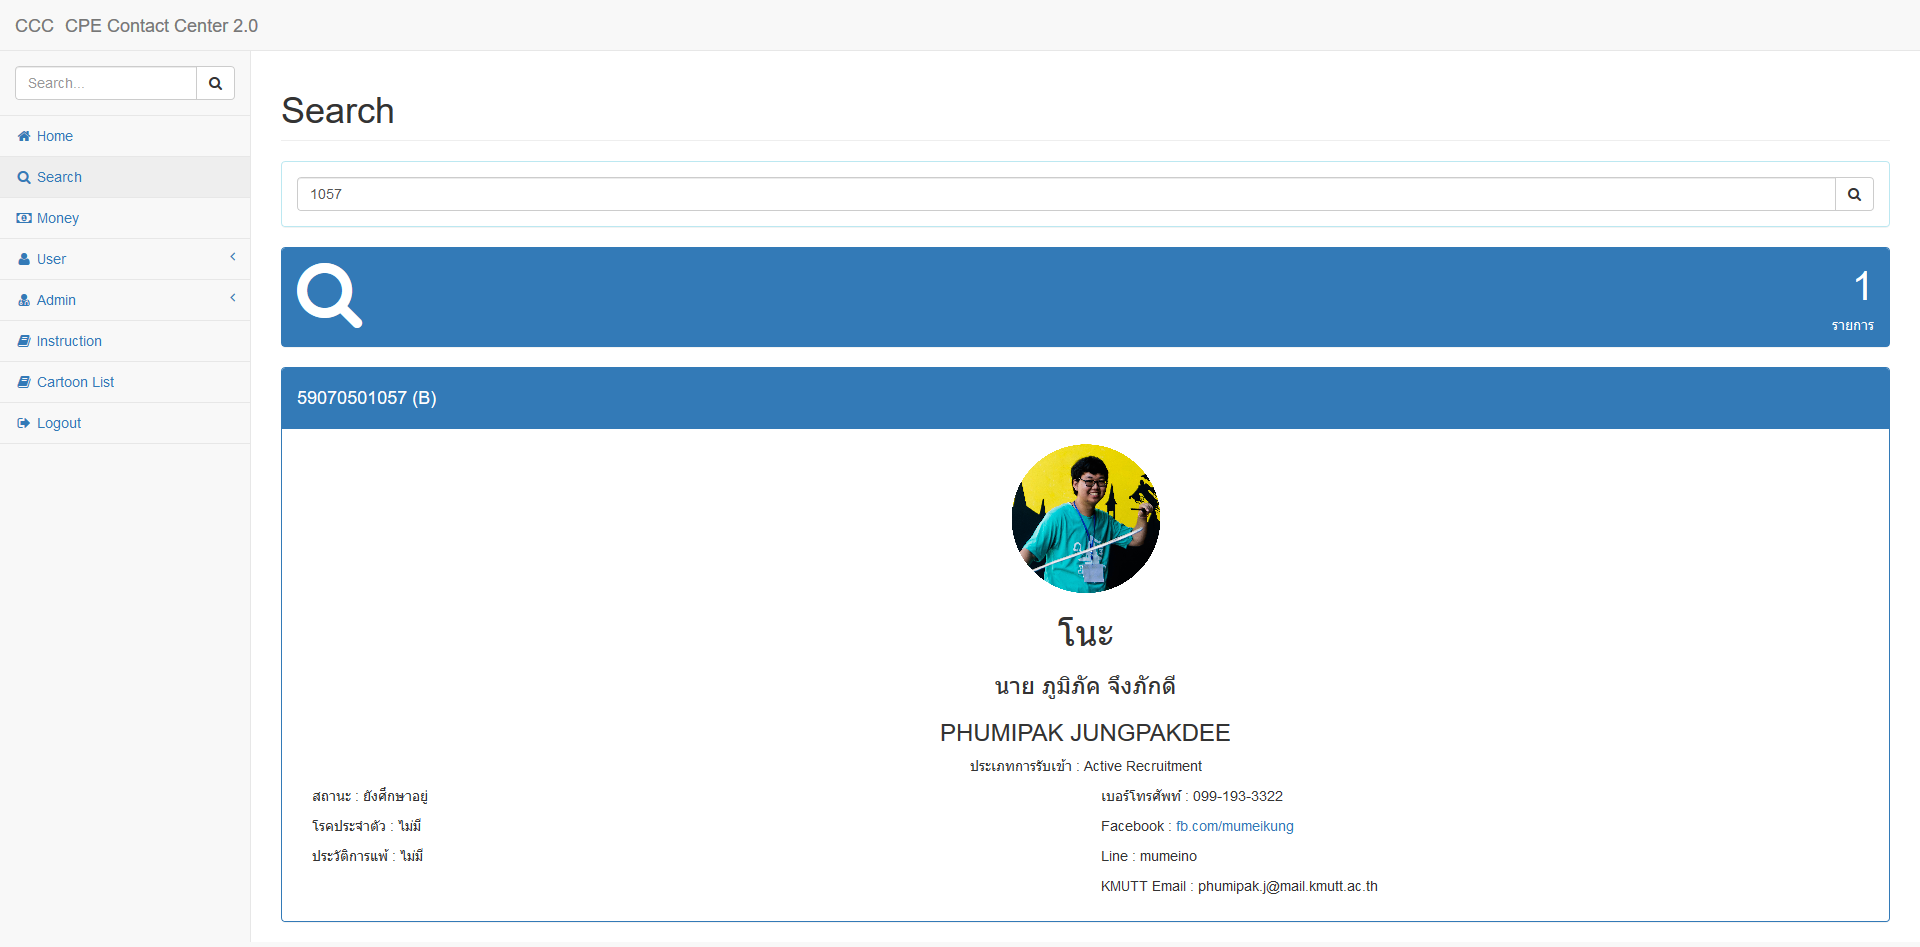 CCC CPE Contact Center 2.0
Search...
Home
Search
Money
User
Admin
Instruction
Cartoon List
Logout
Search
1057
1
รายการ
59070501057 (B)
โนะ
นาย ภูมิภัค จึงภักดี
PHUMIPAK JUNGPAKDEE
ประเภทการรับเข้า : Active Recruitment
สถานะ : ยังศึกษาอยู่
โรคประจำตัว : ไม่มี
ประวัติการแพ้ : ไม่มี
เบอร์โทรศัพท์ : 099-193-3322
Facebook : fb.com/mumeikung
Line : mumeino
KMUTT Email : phumipak.j@mail.kmutt.ac.th